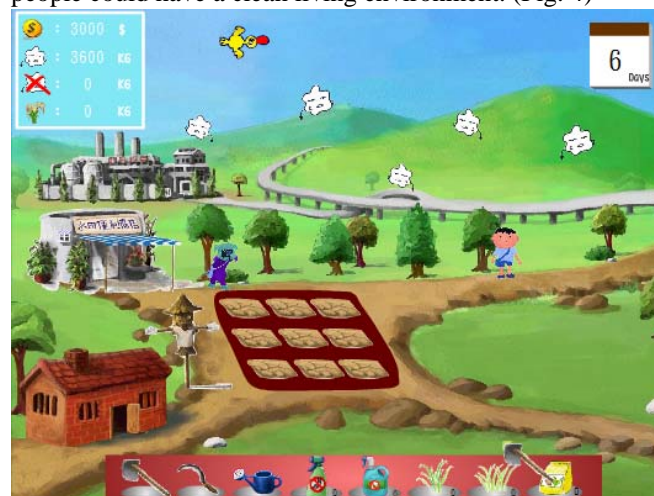 people could have a clean living environment. (Fig. 4)
: 3000 $
: 3600 KG
: 0 KG
: 0 KG
6
Days